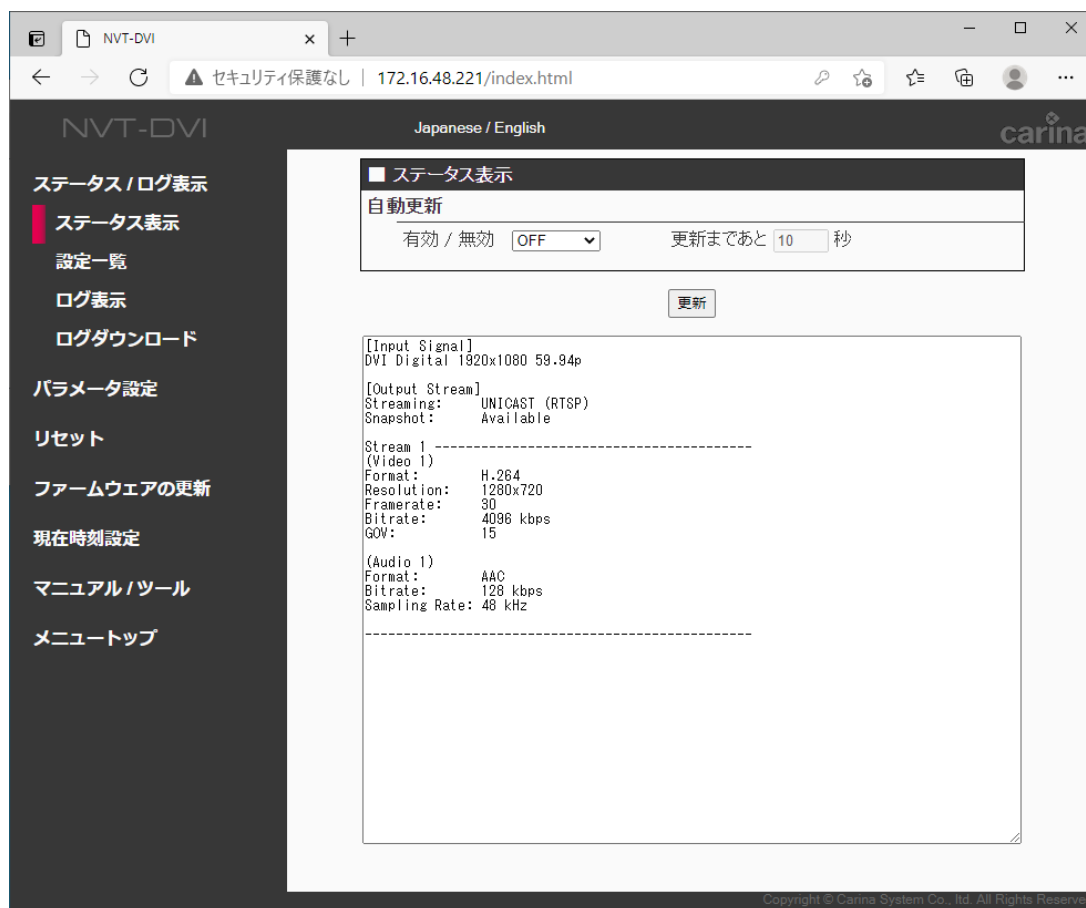 NVT-DVI
セキュリティ保護なし | 172.16.48.221/index.html
NVT-DVI
Japanese / English
carina
ステータス / ログ表示
ステータス表示
設定一覧
ログ表示
ログダウンロード
パラメータ設定
リセット
ファームウェアの更新
現在時刻設定
マニュアル / ツール
メニュートップ
■ ステータス表示
自動更新
有効 / 無効 OFF 更新まであと 10 秒
更新
[Input Signal]
DVI Digital 1920x1080 59.94p
[Output Stream]
Streaming: UNICAST (RTSP)
Snapshot: Available
Stream 1 -----------------------------------------
(Video 1)
Format: H.264
Resolution: 1280x720
Framerate: 30
Bitrate: 4096 kbps
GOV: 15
(Audio 1)
Format: AAC
Bitrate: 128 kbps
Sampling Rate: 48 kHz
--------------------------------------------------
Copyright © Carina System Co., ltd. All Rights Reserve